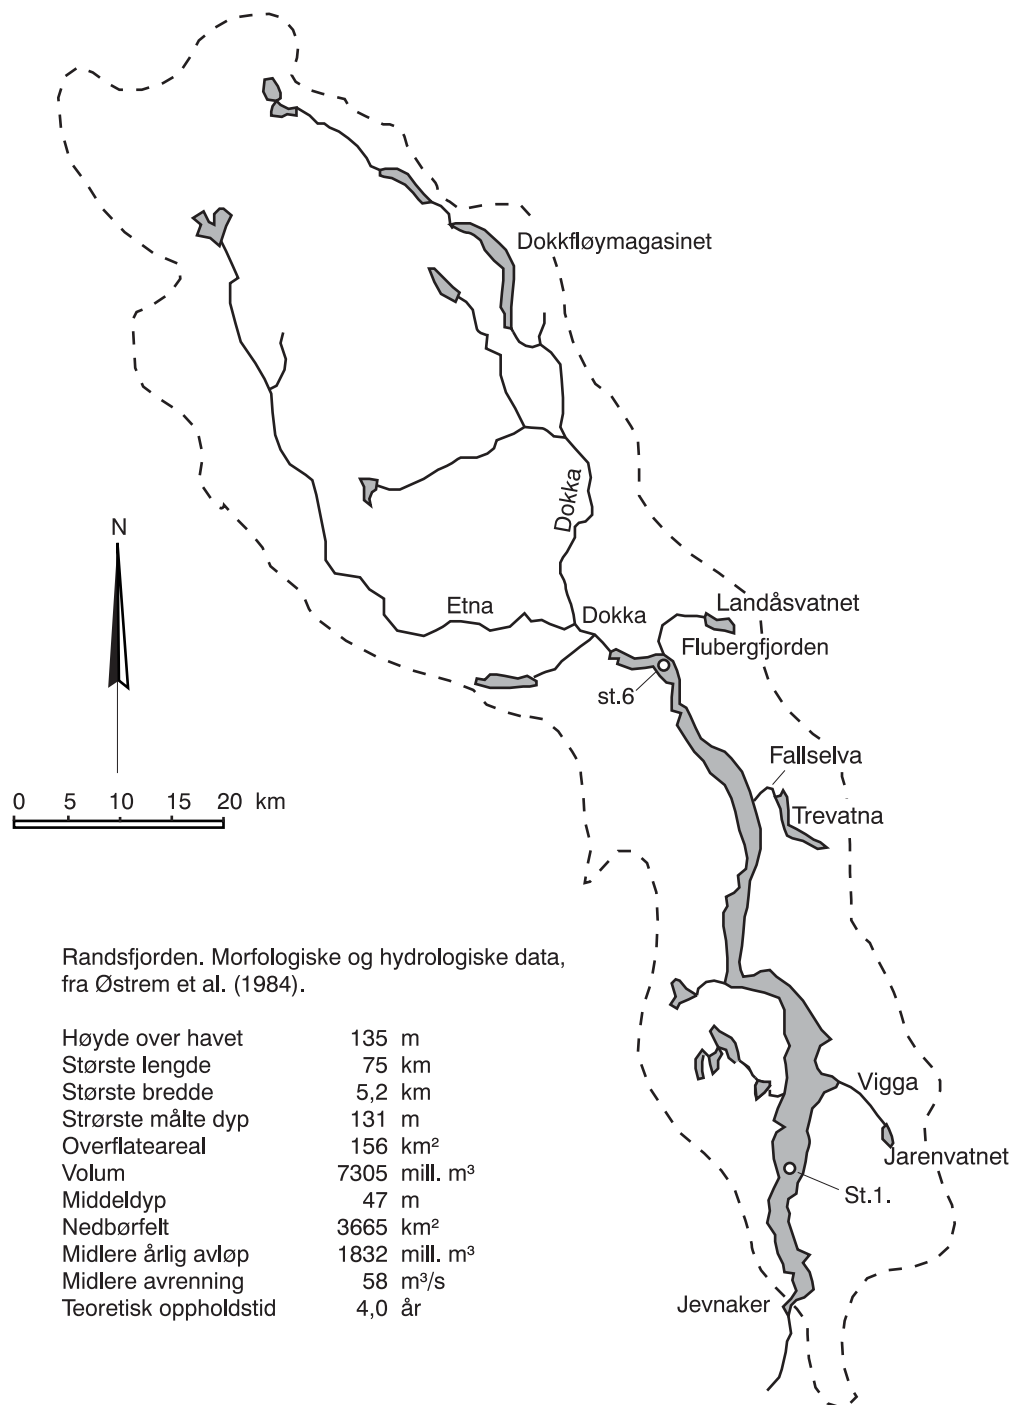 Dokkfløymagasinet
Dokka
N
Etna
Dokka
Landåsvatnet
Flubergfjorden
st.6
Fallselva
0 5 10 15 20 km
Trevatna
Randsfjorden. Morfologiske og hydrologiske data,
fra Østrem et al. (1984).
Høyde over havet 135 m
Største lengde 75 km
Største bredde 5,2 km
Strørste målte dyp 131 m
Overflateareal 156 km²
Volum 7305 mill. m³
Middeldyp 47 m
Nedbørfelt 3665 km²
Midlere årlig avløp 1832 mill. m³
Midlere avrenning 58 m³/s
Teoretisk oppholdstid 4,0 år
Vigga
Jarenvatnet
St.1.
Jevnaker